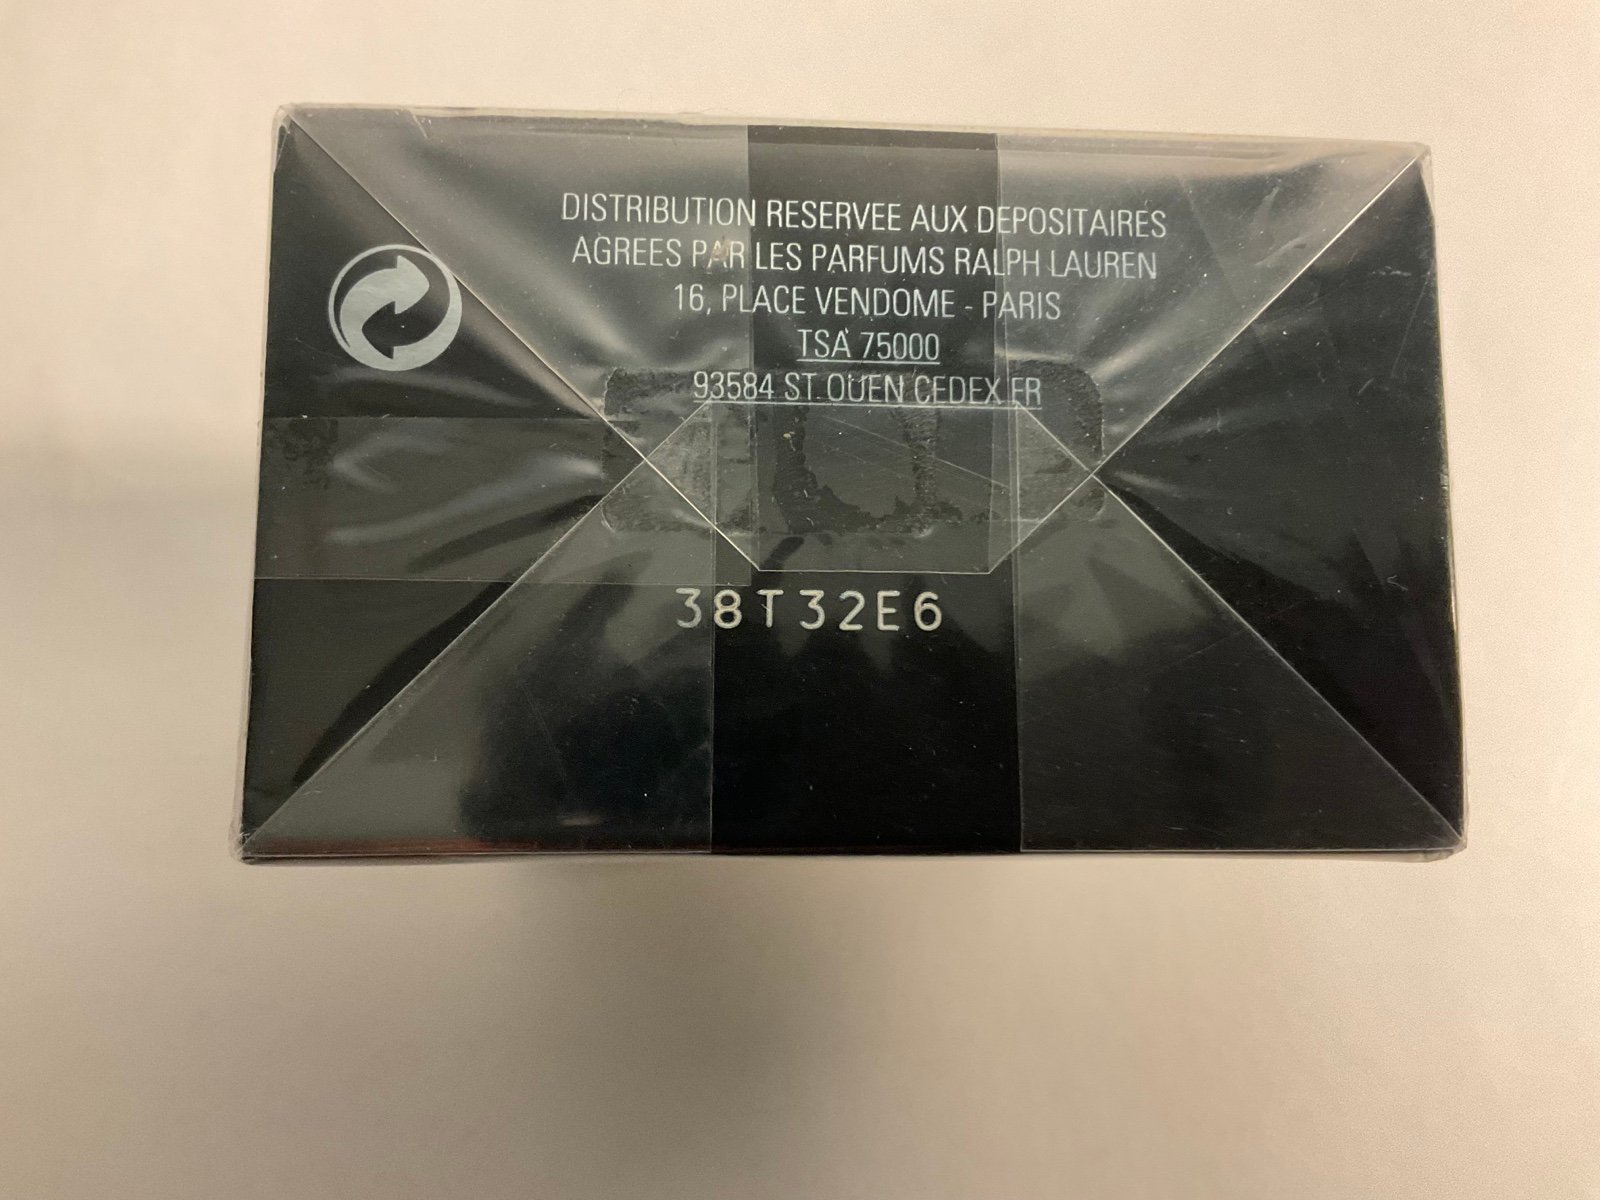 DISTRIBUTION RESERVEE AUX DEPOSITAIRES
AGREES PAR LES PARFUMS RALPH LAUREN
16, PLACE VENDOME - PARIS
TSA 75000
93584 ST. OUEN CEDEX FR
38T32E6